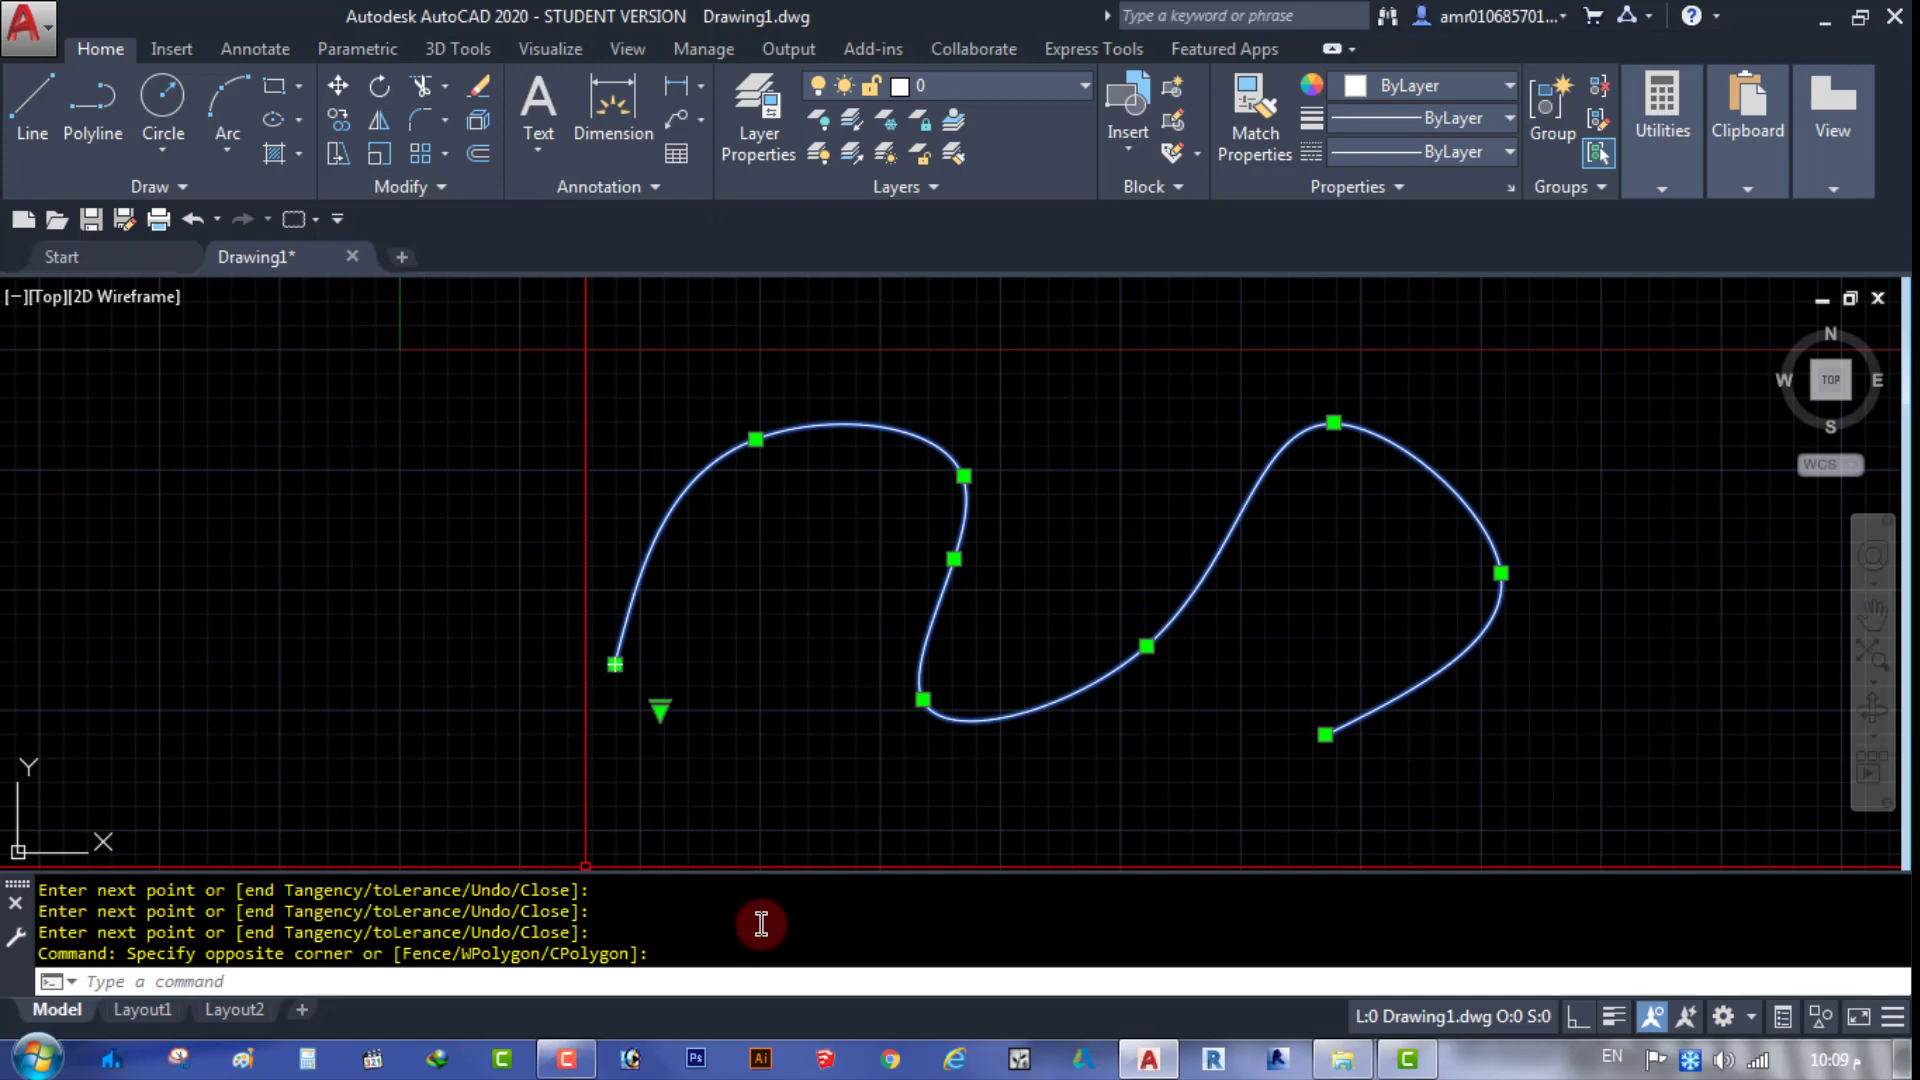 Autodesk AutoCAD 2020 - STUDENT VERSION Drawing1.dwg
Type a keyword or phrase
amr010685701...
Home Insert Annotate Parametric 3D Tools Visualize View Manage Output Add-ins Collaborate Express Tools Featured Apps
Line Polyline Circle Arc
Draw
Modify
Text Dimension
Annotation
Layer Properties
0
Layers
Insert
Block
Match Properties
ByLayer
ByLayer
ByLayer
Properties
Group
Groups
Utilities
Clipboard
View
Start
Drawing1*
[−][Top][2D Wireframe]
N
W TOP E
S
WCS
Y
X
Enter next point or [end Tangency/toLerance/Undo/Close]:
Enter next point or [end Tangency/toLerance/Undo/Close]:
Enter next point or [end Tangency/toLerance/Undo/Close]:
Command: Specify opposite corner or [Fence/WPolygon/CPolygon]:
Type a command
Model Layout1 Layout2
L:0 Drawing1.dwg O:0 S:0
Ps
Ai
EN
10:09 م